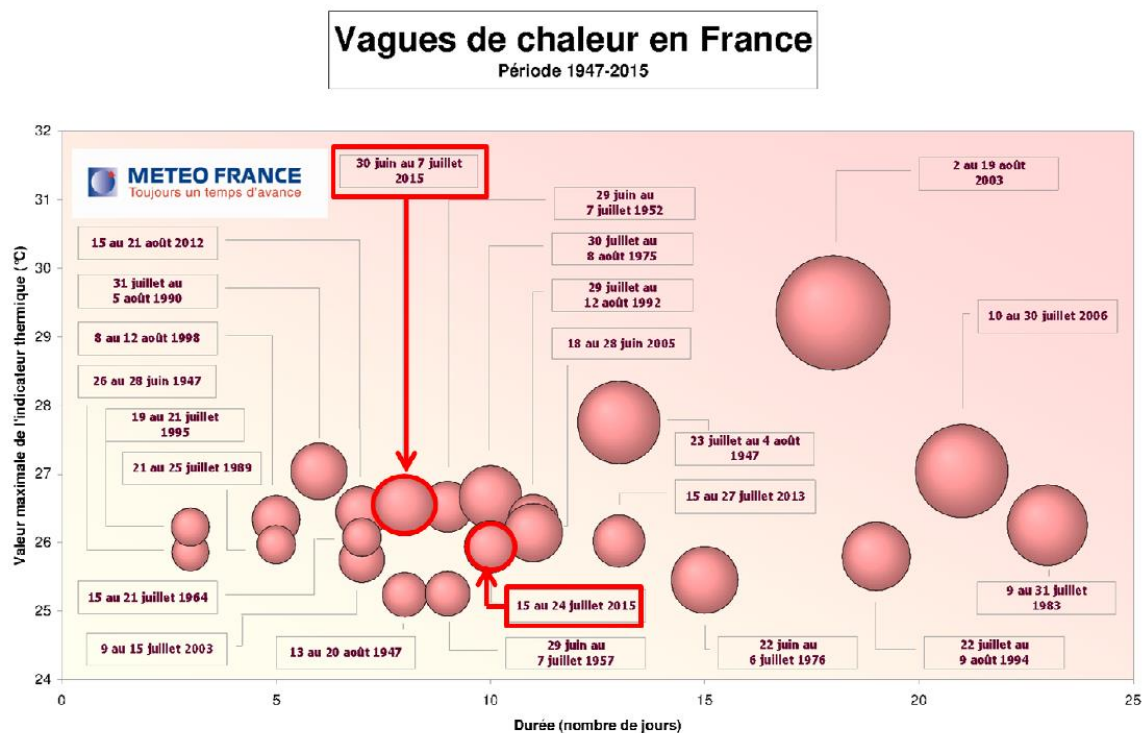 Vagues de chaleur en France
Période 1947-2015
Valeur maximale de l'indicateur thermique (°C)
32
31
30
29
28
27
26
25
24
METEO FRANCE
Toujours un temps d'avance
30 juin au 7 juillet
2015
2 au 19 août
2003
29 juin au
7 juillet 1952
15 au 21 août 2012
30 juillet au
8 août 1975
31 juillet au
5 août 1990
29 juillet au
12 août 1992
10 au 30 juillet 2006
8 au 12 août 1998
18 au 28 juin 2005
26 au 28 juin 1947
19 au 21 juillet
1995
23 juillet au 4 août
1947
21 au 25 juillet 1989
15 au 27 juillet 2013
15 au 21 juillet 1964
15 au 24 juillet 2015
9 au 31 juillet
1983
9 au 15 juillet 2003
13 au 20 août 1947
29 juin au
7 juillet 1957
22 juin au
6 juillet 1976
22 juillet au
9 août 1994
0
5
10
15
20
25
Durée (nombre de jours)